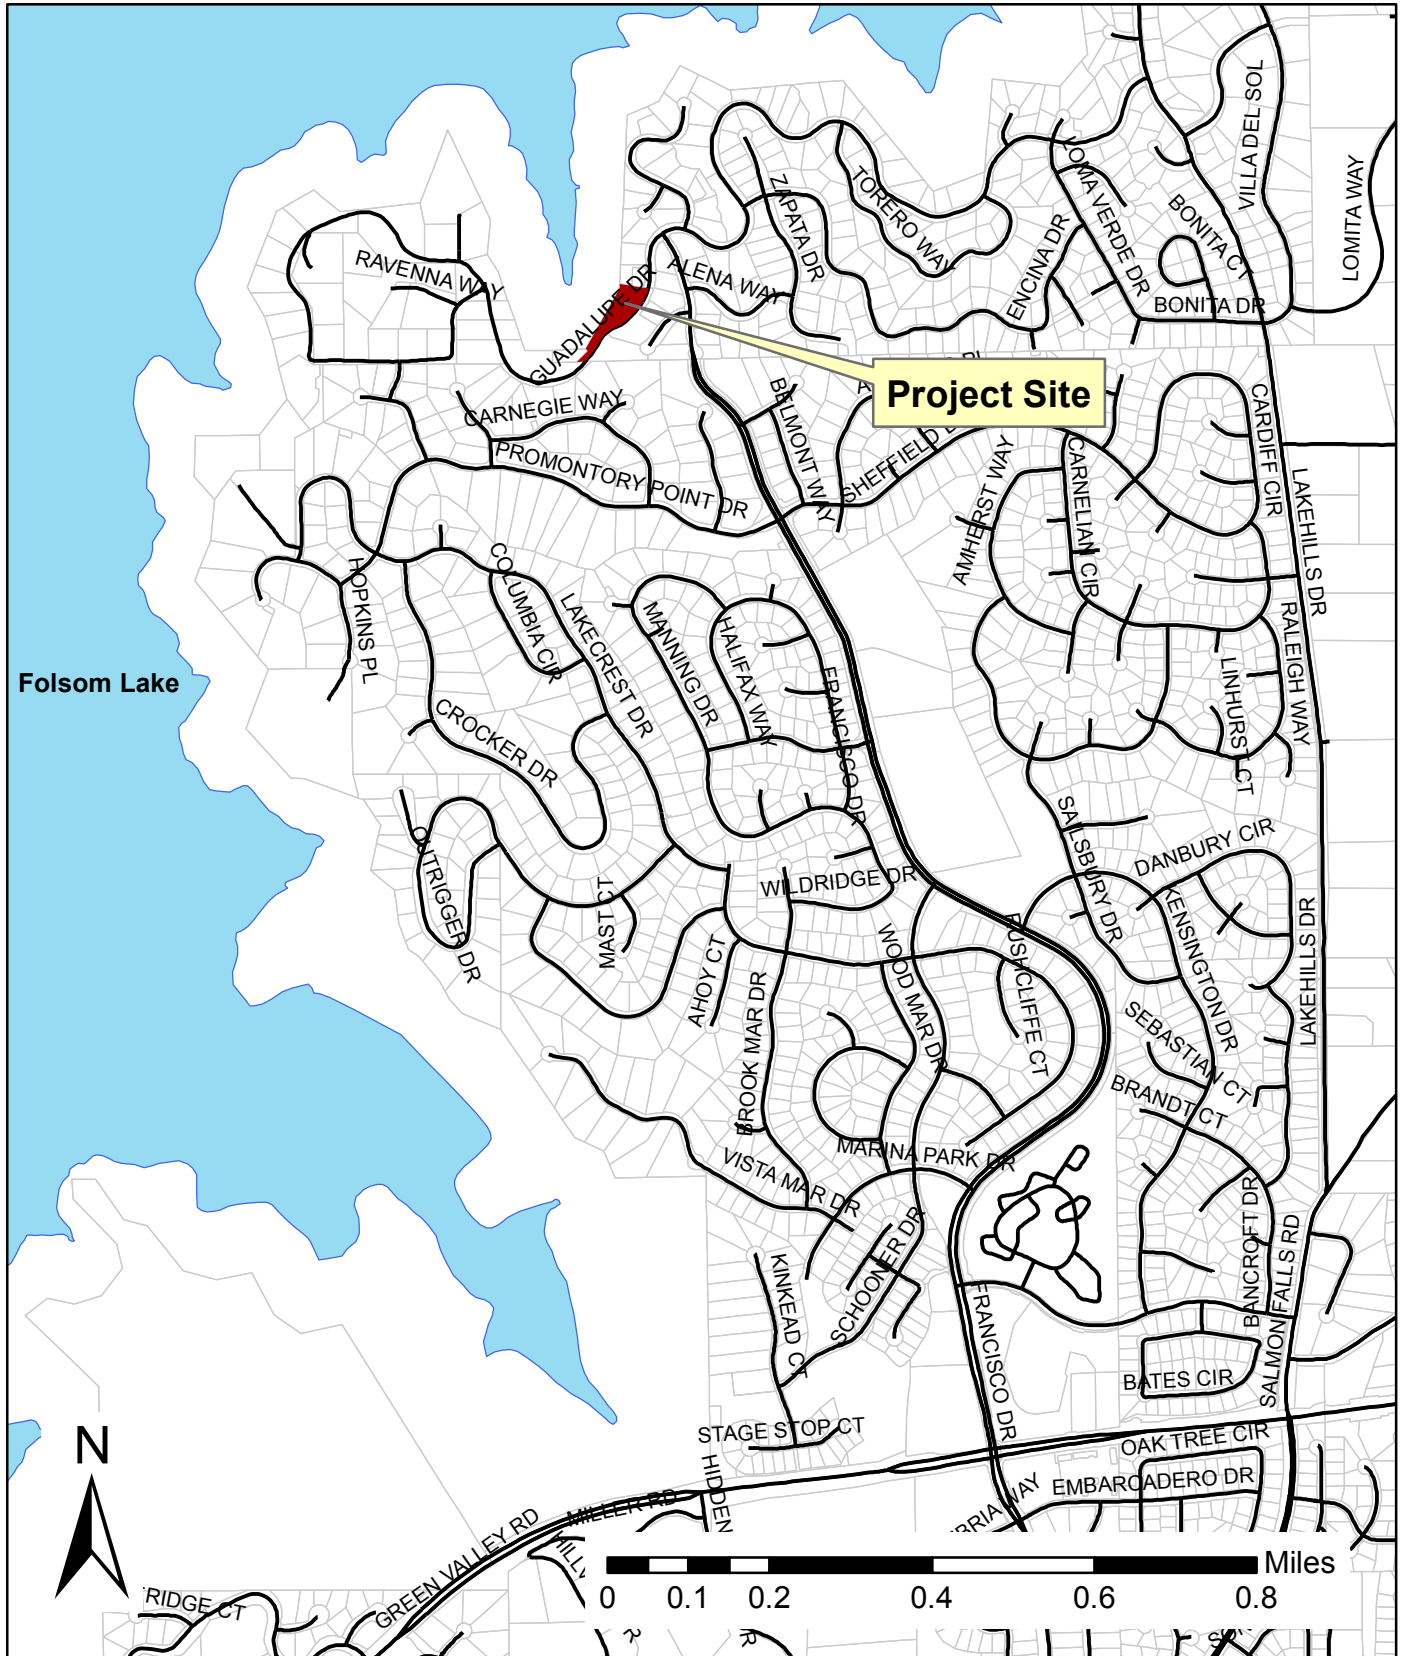 VILLA DEL SOL
LOMITA WAY
LOMA VERDE DR
TORERO WAY
ZAPATA DR
BONITA CT
ENCINA DR
RAVENNA WAY
ALENA WAY
GUADALUPE DR
BONITA DR
Project Site
CARNEGIE WAY
BELMONT WAY
SHEFFIELD
CARDIFF CIR
PROMONTORY POINT DR
AMHERST WAY
CARNELIAN CIR
LAKEHILLS DR
HOPKINS PL
COLUMBIA CIR
LAKECREST DR
MANNING DR
HALIFAX WAY
RALEIGH WAY
Folsom Lake
FRANCISCO DR
LINHURST CT
CROCKER DR
SAILSBURY DR
DANBURY CIR
OUTRIGGER DR
WILDRIDGE DR
MAST CT
KENSINGTON DR
LAKEHILLS DR
AHOY CT
BROOK MAR DR
WOOD MAR DR
RUSHCLIFFE CT
SEBASTIAN CT
BRANDT CT
MARINA PARK DR
VISTA MAR DR
SCHOONER DR
KINKEAD CT
BANCROFT DR
SALMON FALLS RD
FRANCISCO DR
BATES CIR
STAGE STOP CT
OAK TREE CIR
N
HIDDEN
EMBARCADERO DR
BRIA WAY
MILLER RD
GREEN VALLEY RD
RIDGE CT
Miles
0 0.1 0.2 0.4 0.6 0.8